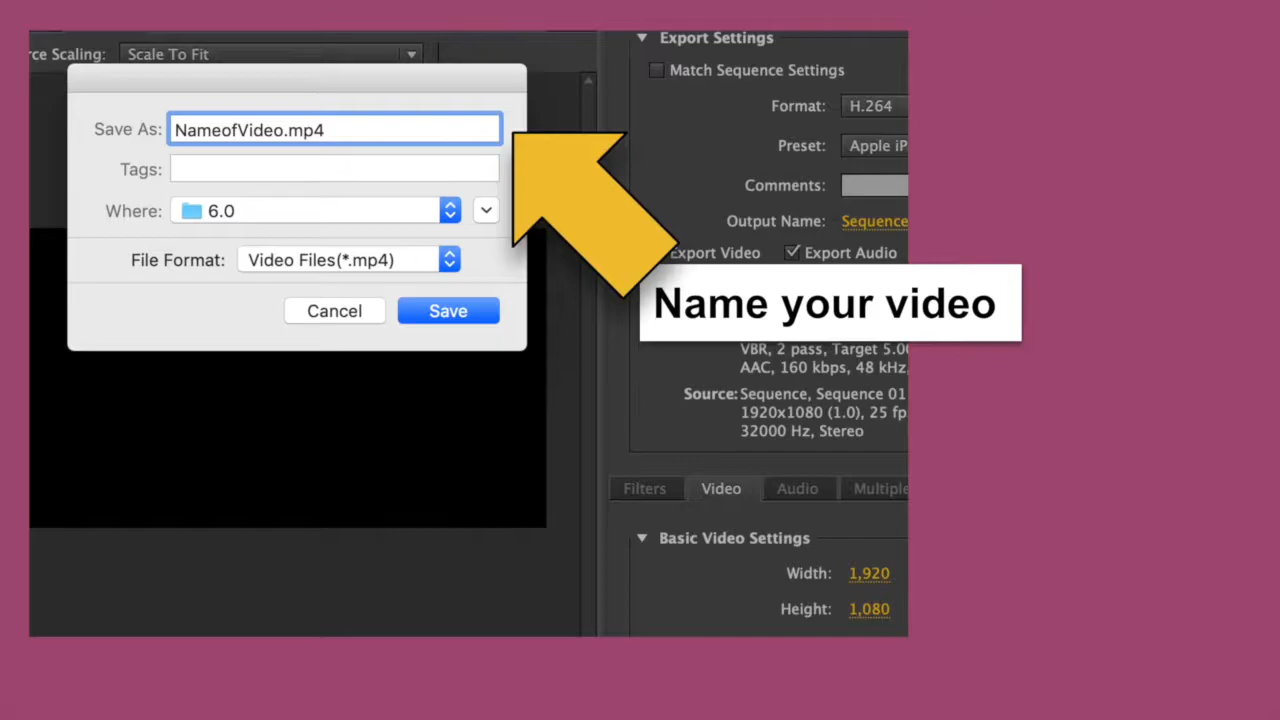 rce Scaling: Scale To Fit
Save As: NameofVideo.mp4
Tags:
Where: 6.0
File Format: Video Files(*.mp4)
Cancel Save
Export Settings
Match Sequence Settings
Format: H.264
Preset: Apple iP
Comments:
Output Name: Sequence
Export Video Export Audio
Name your video
VBR, 2 pass, Target 5.00
AAC, 160 kbps, 48 kHz,
Source: Sequence, Sequence 01
1920x1080 (1.0), 25 fp
32000 Hz, Stereo
Filters Video Audio Multiple
Basic Video Settings
Width: 1,920
Height: 1,080